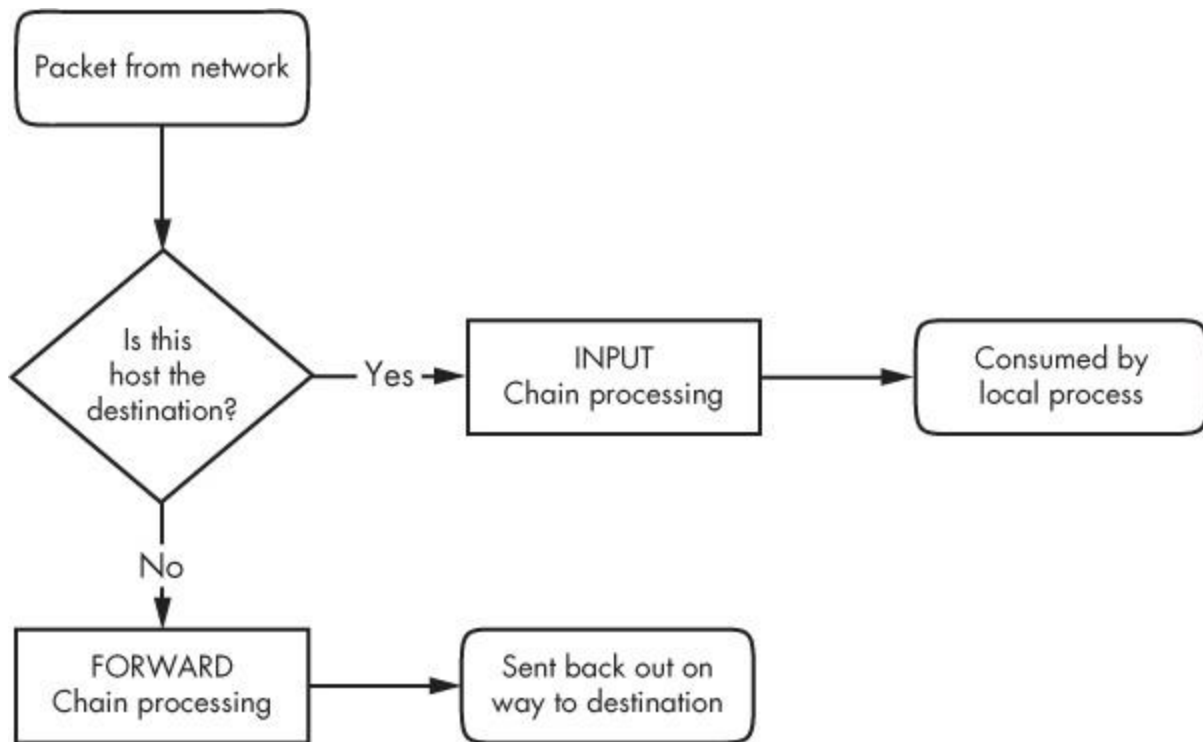 Packet from network
Is this
host the
destination?
Yes
INPUT
Chain processing
Consumed by
local process
No
FORWARD
Chain processing
Sent back out on
way to destination